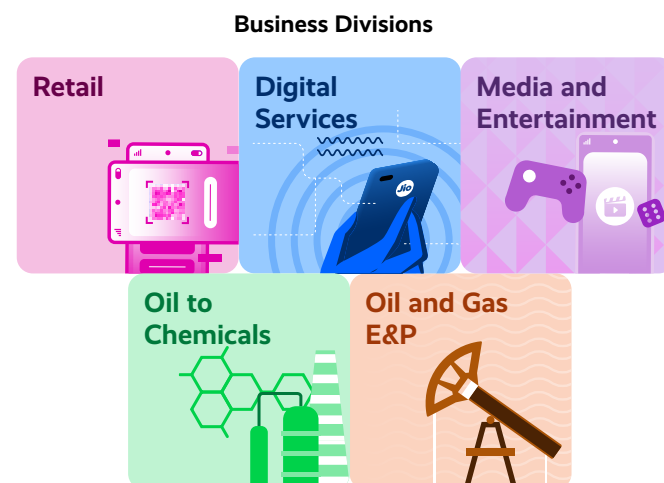 Business Divisions
Retail
Digital
Services
Jio
Media and
Entertainment
Oil to
Chemicals
Oil and Gas
E&P